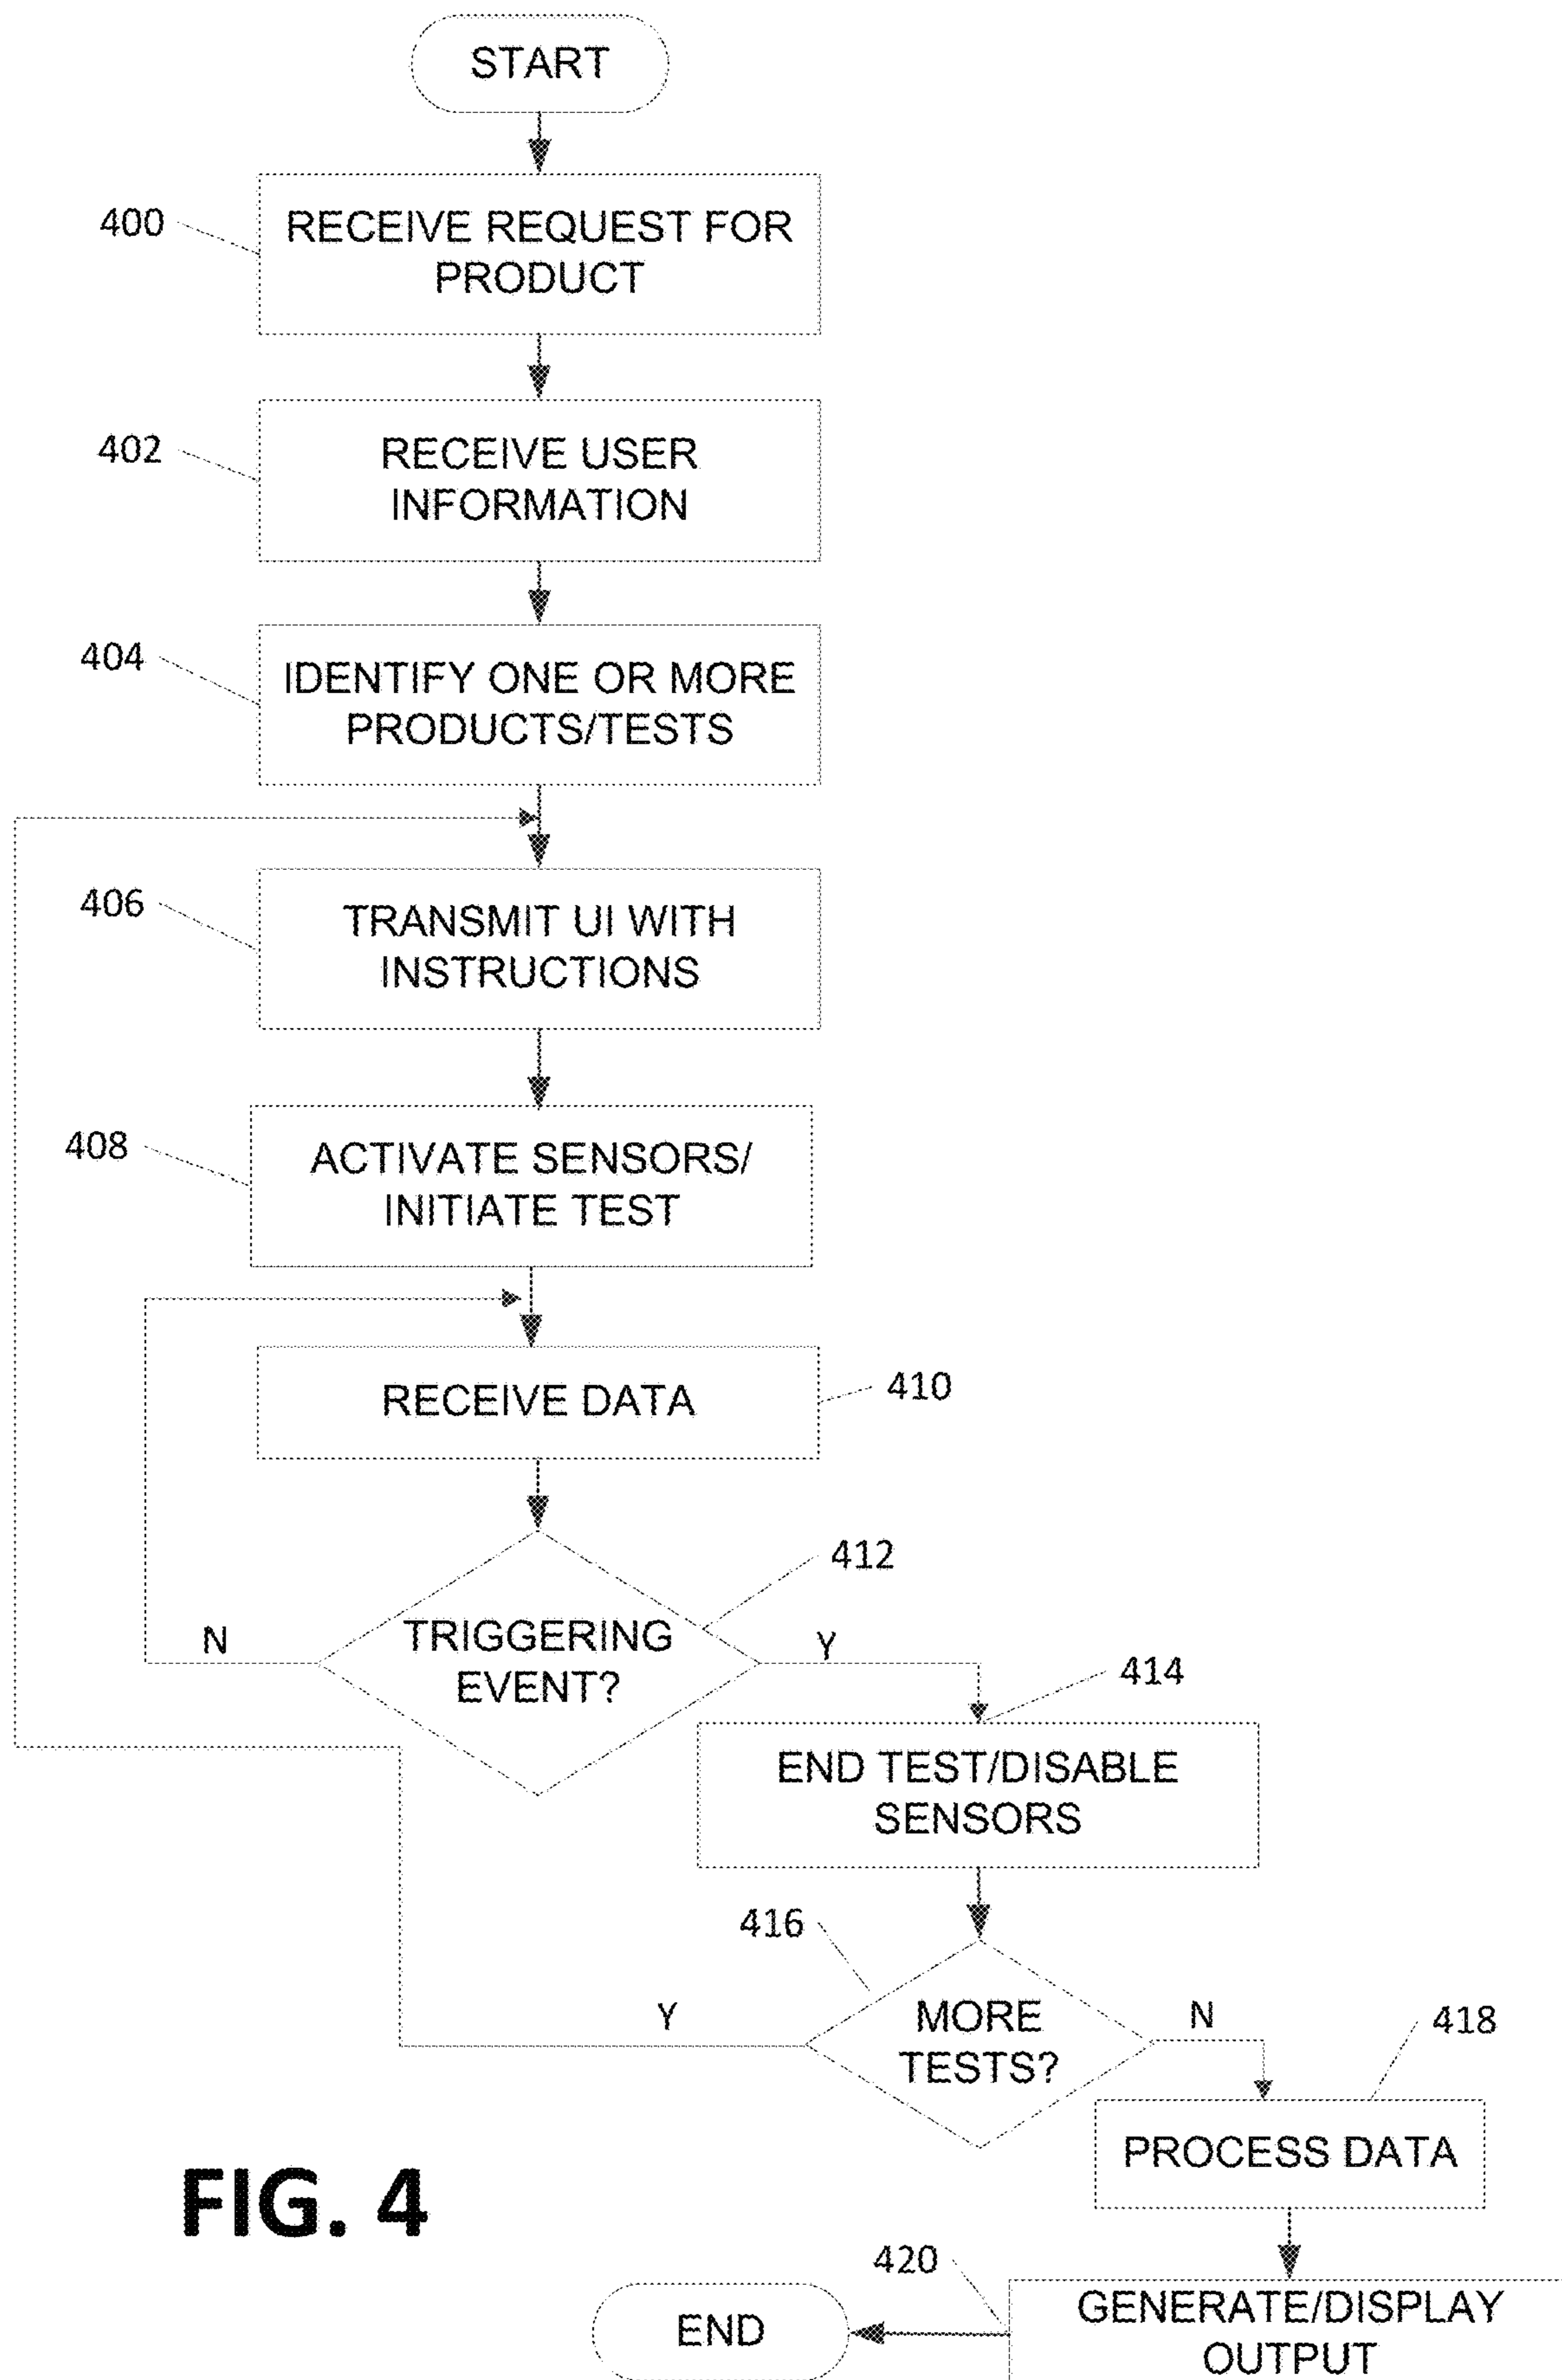 START
400
RECEIVE REQUEST FOR
PRODUCT
402
RECEIVE USER
INFORMATION
404
IDENTIFY ONE OR MORE
PRODUCTS/TESTS
406
TRANSMIT UI WITH
INSTRUCTIONS
408
ACTIVATE SENSORS/
INITIATE TEST
RECEIVE DATA
410
412
N
TRIGGERING
EVENT?
Y
414
END TEST/DISABLE
SENSORS
416
Y
MORE
TESTS?
N
418
PROCESS DATA
FIG. 4
420
GENERATE/DISPLAY
OUTPUT
END